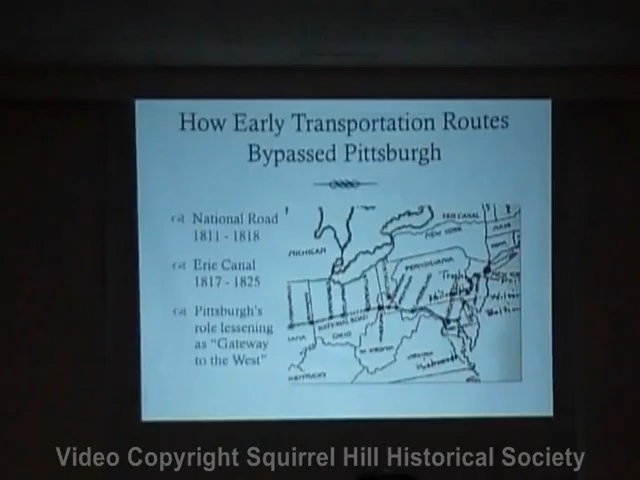 How Early Transportation Routes
Bypassed Pittsburgh
National Road
1811 - 1818
Erie Canal
1817 - 1825
Pittsburgh's
role lessening
as "Gateway
to the West"
ERIE CANAL
NEW YORK
MICHIGAN
PENNSYLVANIA
NATIONAL ROAD
OHIO
W VIRGINIA
VIRGINIA
KENTUCKY
Video Copyright Squirrel Hill Historical Society